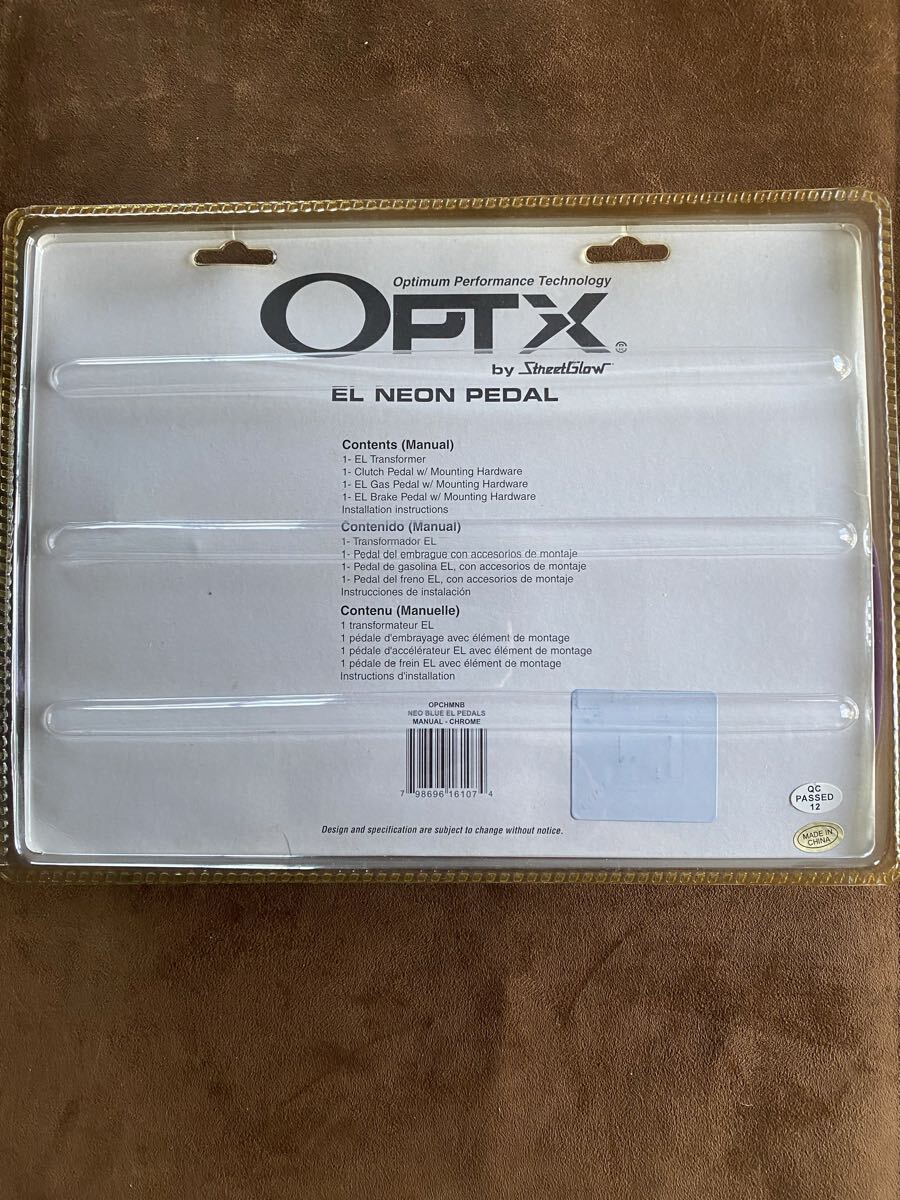 Optimum Performance Technology
OPTX®
by StreetGlow
EL NEON PEDAL
Contents (Manual)
1- EL Transformer
1- Clutch Pedal w/ Mounting Hardware
1- EL Gas Pedal w/ Mounting Hardware
1- EL Brake Pedal w/ Mounting Hardware
Installation instructions
Contenido (Manual)
1- Transformador EL
1- Pedal del embrague con accesorios de montaje
1- Pedal de gasolina EL, con accesorios de montaje
1- Pedal del freno EL, con accesorios de montaje
Instrucciones de instalación
Contenu (Manuelle)
1 transformateur EL
1 pédale d'embrayage avec élément de montage
1 pédale d'accélérateur EL avec élément de montage
1 pédale de frein EL avec élément de montage
Instructions d'installation
OPCHMNB
NEO BLUE EL PEDALS
MANUAL - CHROME
7 98696 16107 4
QC
PASSED
12
Design and specification are subject to change without notice.
MADE IN
CHINA